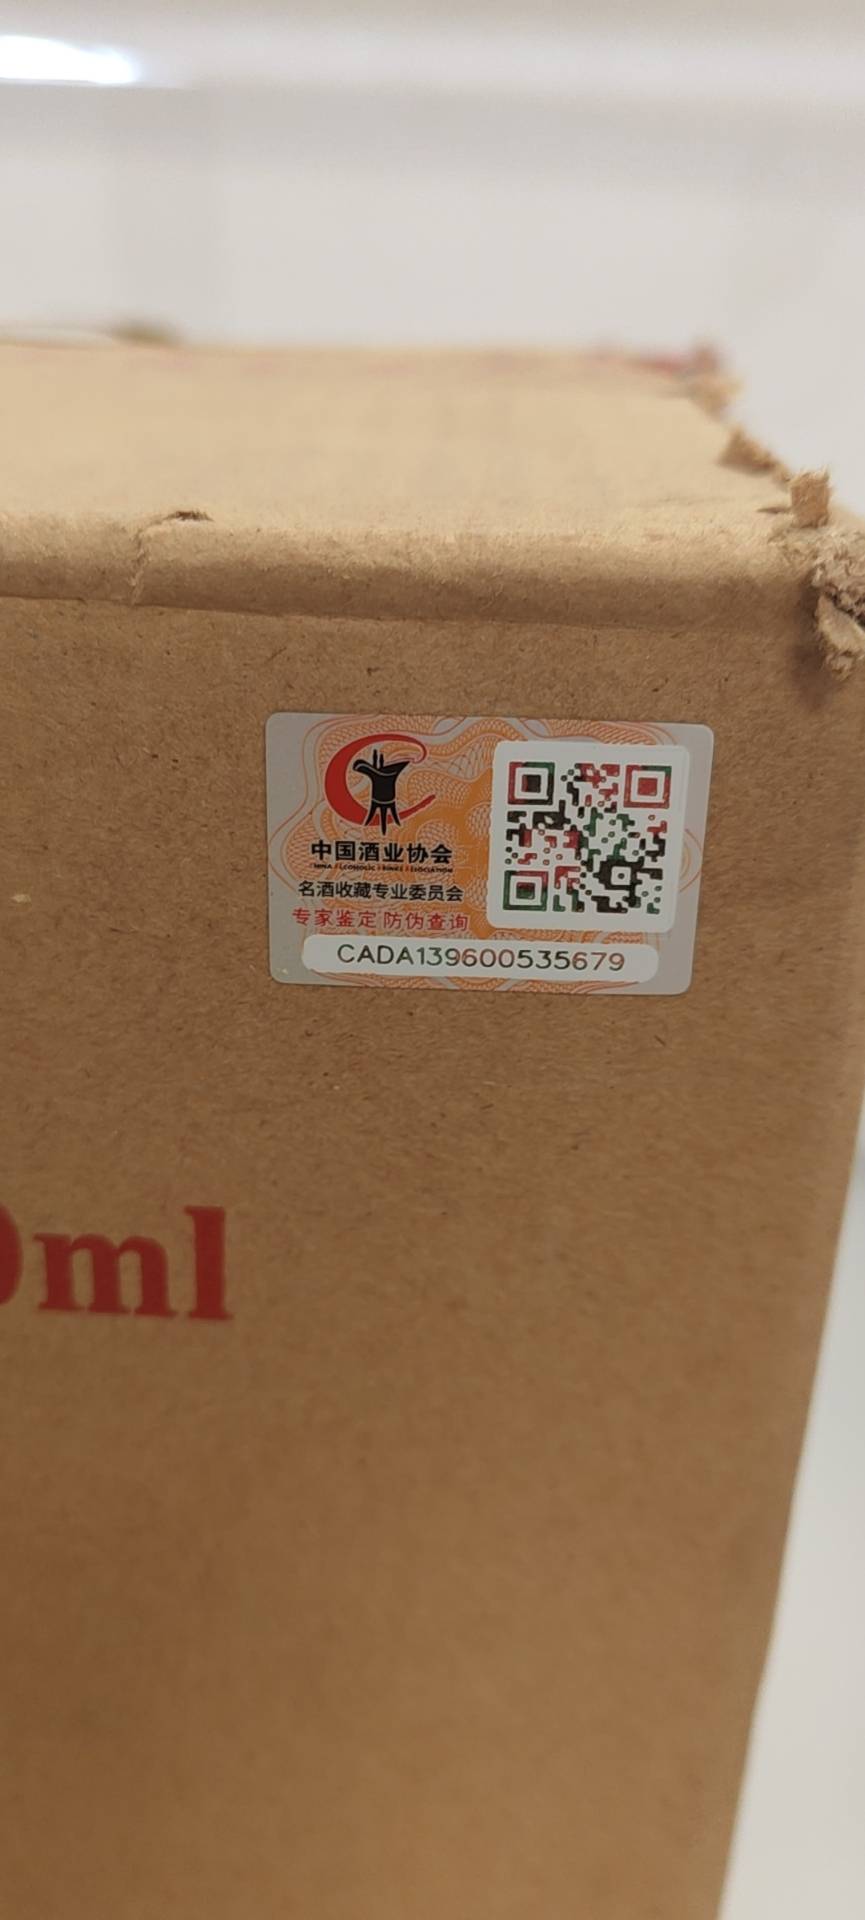 中国酒业协会
名酒收藏专业委员会
专家鉴定 防伪查询
CADA139600535679
0ml